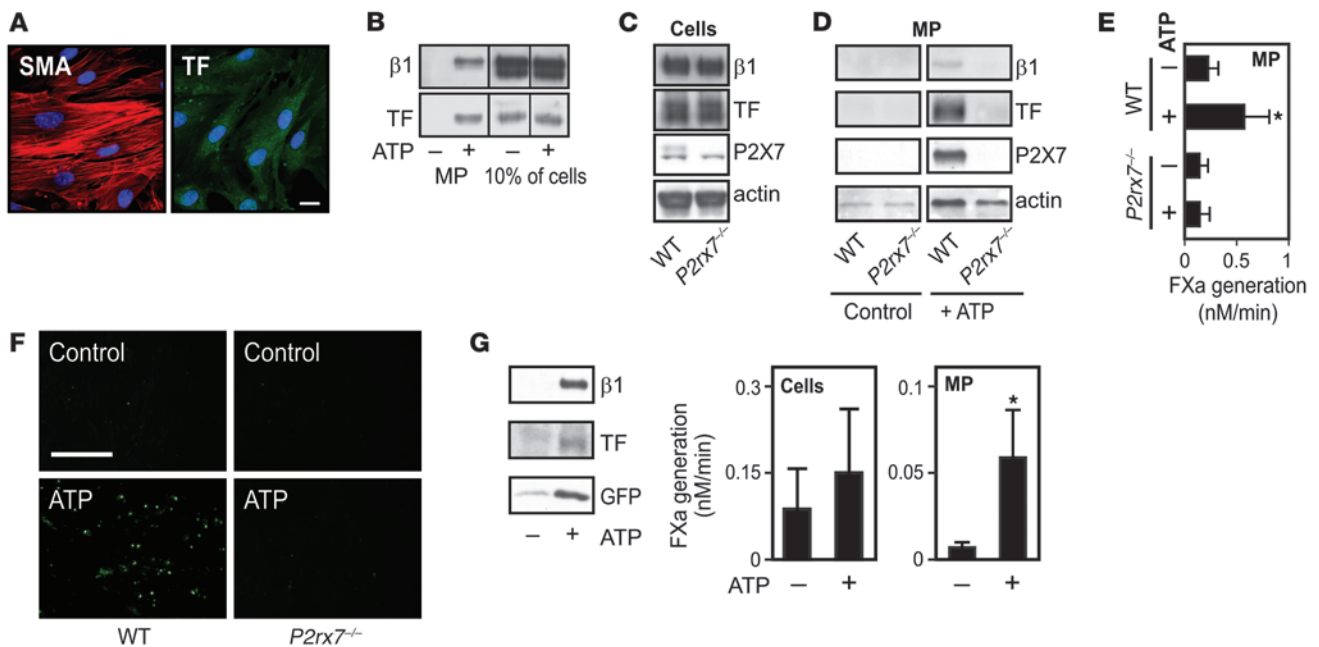 A
SMA
TF
B
β1
TF
ATP – + – +
MP 10% of cells
C
Cells
β1
TF
P2X7
actin
WT
P2rx7–/–
D
MP
β1
TF
P2X7
actin
WT
P2rx7–/–
WT
P2rx7–/–
Control
+ ATP
E
ATP
MP
WT
–
+
*
P2rx7–/–
–
+
0 0.5 1
FXa generation
(nM/min)
F
Control
Control
ATP
ATP
WT
P2rx7–/–
G
β1
TF
GFP
– + ATP
FXa generation
(nM/min)
Cells
0.3
0.15
0
ATP – +
MP
0.1
0.05
0
*
– +